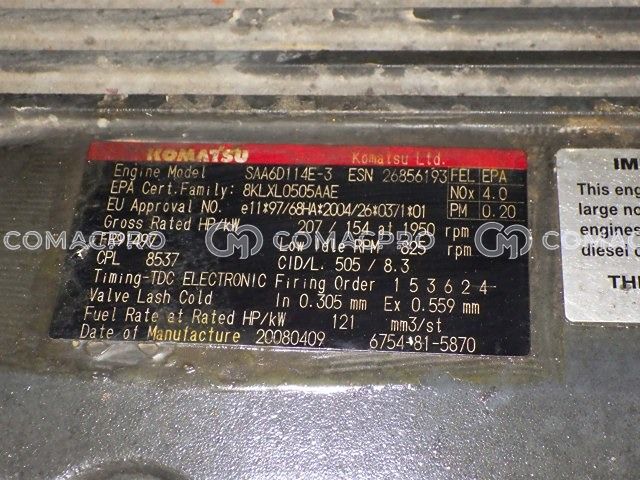 KOMATSU Komatsu Ltd.
Engine Model SAA6D114E-3 ESN 26856193 FEL EPA
EPA Cert.Family: 8KLXL0505AAE NOx 4.0
EU Approval NO. e11*97/68HA*2004/26*03/1*01 PM 0.20
Gross Rated HP/kW 207/ 154 at 1950 rpm
FR91497 Low Idle RPM 825 rpm
CPL 8537 CID/L. 505 / 8.3
Timing-TDC ELECTRONIC Firing Order 1 5 3 6 2 4
Valve Lash Cold In 0.305 mm Ex 0.559 mm
Fuel Rate at Rated HP/kW 121 mm3/st
Date of Manufacture 20080409 6754-81-5870
IM
This eng
large no
engines
diesel o
THI
COMACPRO COMACPRO COMACPRO